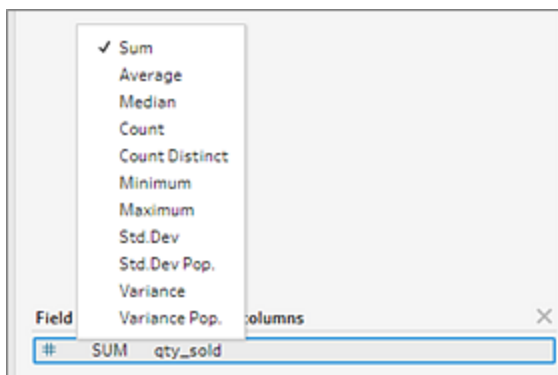 ✓ Sum
Average
Median
Count
Count Distinct
Minimum
Maximum
Std.Dev
Std.Dev Pop.
Variance
Variance Pop.
Field columns
# SUM qty_sold